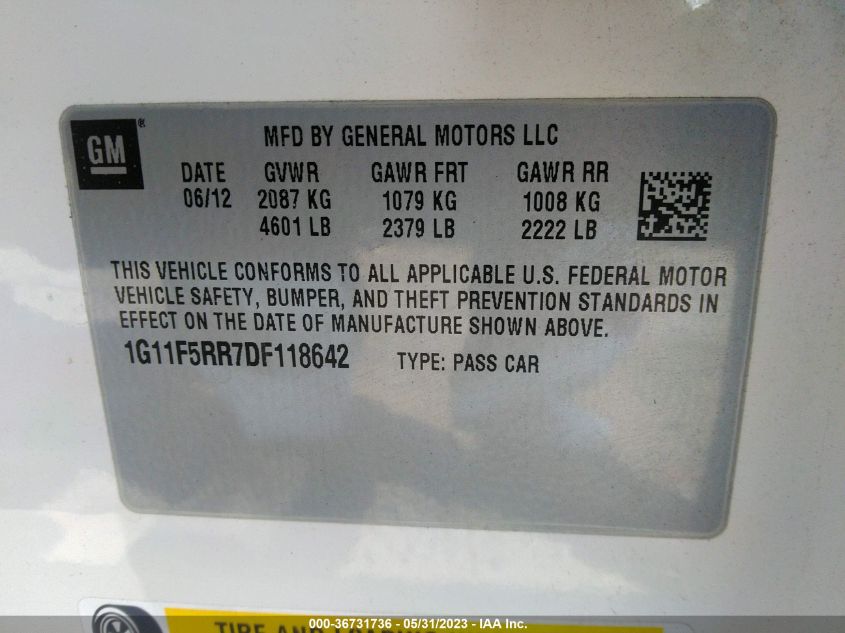 GM ® MFD BY GENERAL MOTORS LLC
DATE GVWR GAWR FRT GAWR RR
06/12 2087 KG 1079 KG 1008 KG
4601 LB 2379 LB 2222 LB
THIS VEHICLE CONFORMS TO ALL APPLICABLE U.S. FEDERAL MOTOR
VEHICLE SAFETY, BUMPER, AND THEFT PREVENTION STANDARDS IN
EFFECT ON THE DATE OF MANUFACTURE SHOWN ABOVE.
1G11F5RR7DF118642 TYPE: PASS CAR
TIRE AND LOADING
000-36731736 - 05/31/2023 - IAA Inc.